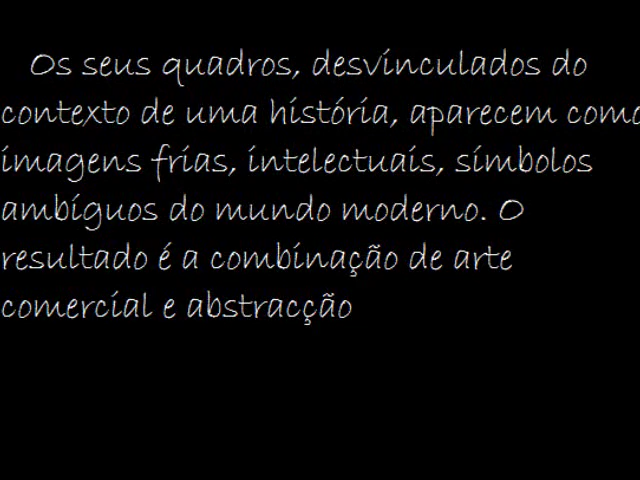 Os seus quadros, desvinculados do
contexto de uma história, aparecem como
imagens frias, intelectuais, símbolos
ambíguos do mundo moderno. O
resultado é a combinação de arte
comercial e abstracção